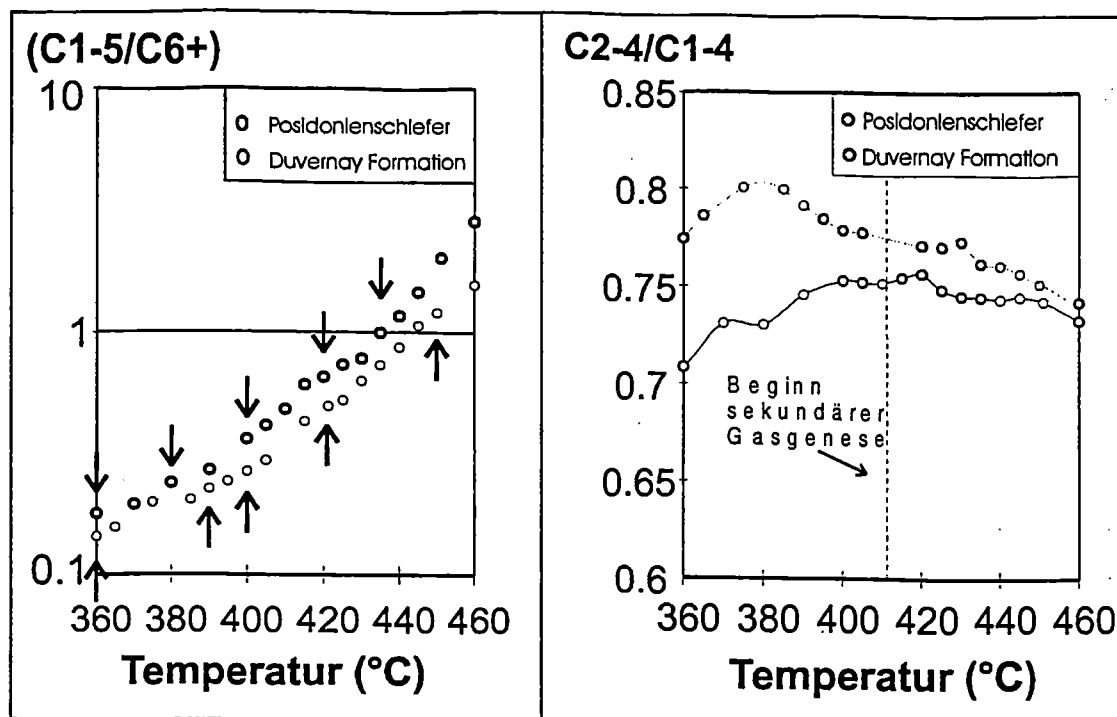 (C1-5/C6+)
10
Posidonienschiefer
Duvernay Formation
1
0.1
360 380 400 420 440 460
Temperatur (°C)
C2-4/C1-4
0.85
Posidonienschiefer
Duvernay Formation
0.8
0.75
0.7
Beginn
sekundärer
Gasgenese
0.65
0.6
360 380 400 420 440 460
Temperatur (°C)